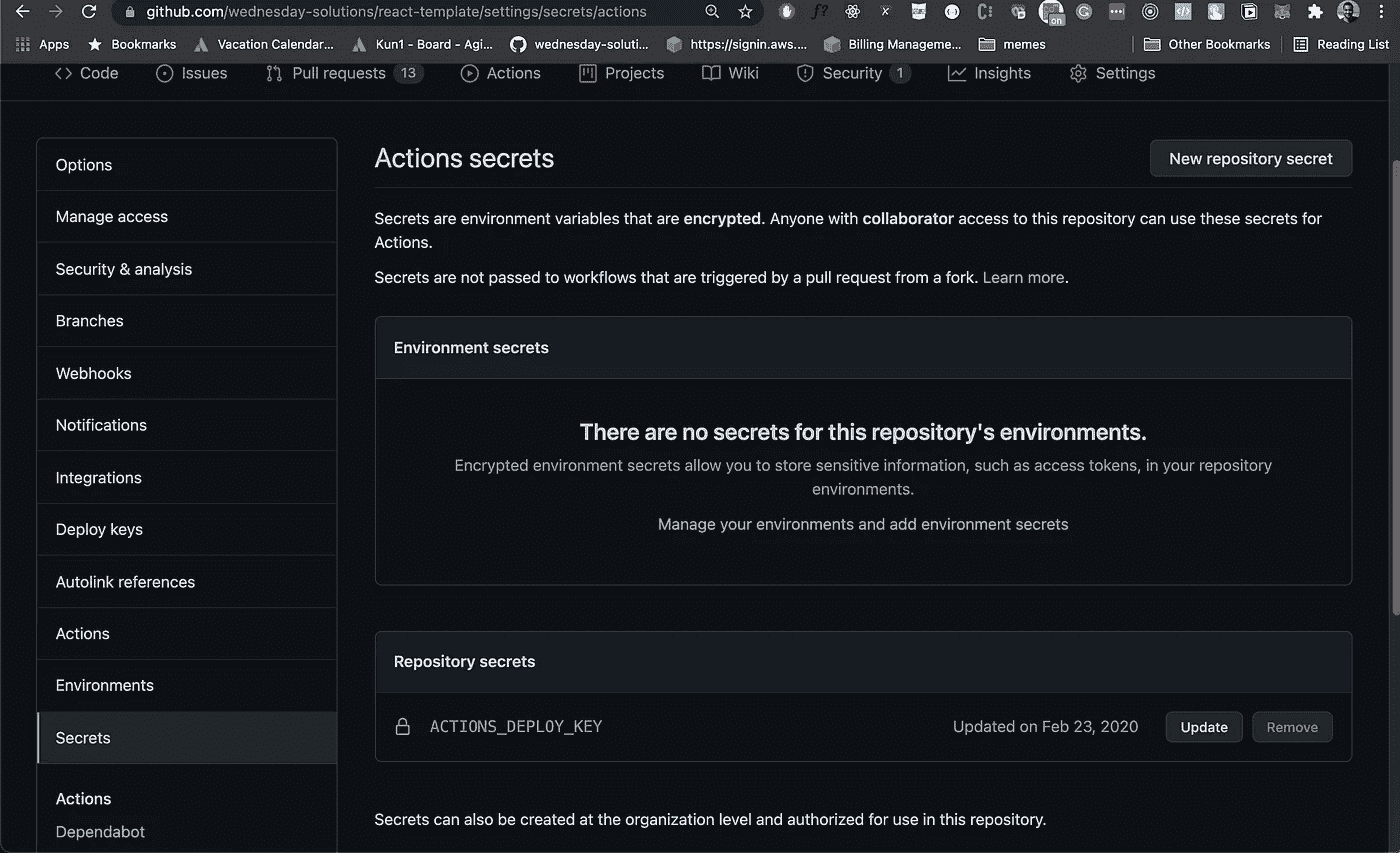 github.com/wednesday-solutions/react-template/settings/secrets/actions
on
Apps Bookmarks Vacation Calendar... Kun1 - Board - Agi... wednesday-soluti... https://signin.aws.... Billing Manageme... memes Other Bookmarks Reading List
Code Issues Pull requests 13 Actions Projects Wiki Security 1 Insights Settings
Options
Manage access
Security & analysis
Branches
Webhooks
Notifications
Integrations
Deploy keys
Autolink references
Actions
Environments
Secrets
Actions
Dependabot
Actions secrets
New repository secret
Secrets are environment variables that are encrypted. Anyone with collaborator access to this repository can use these secrets for
Actions.
Secrets are not passed to workflows that are triggered by a pull request from a fork. Learn more.
Environment secrets
There are no secrets for this repository's environments.
Encrypted environment secrets allow you to store sensitive information, such as access tokens, in your repository
environments.
Manage your environments and add environment secrets
Repository secrets
ACTIONS_DEPLOY_KEY Updated on Feb 23, 2020 Update Remove
Secrets can also be created at the organization level and authorized for use in this repository.